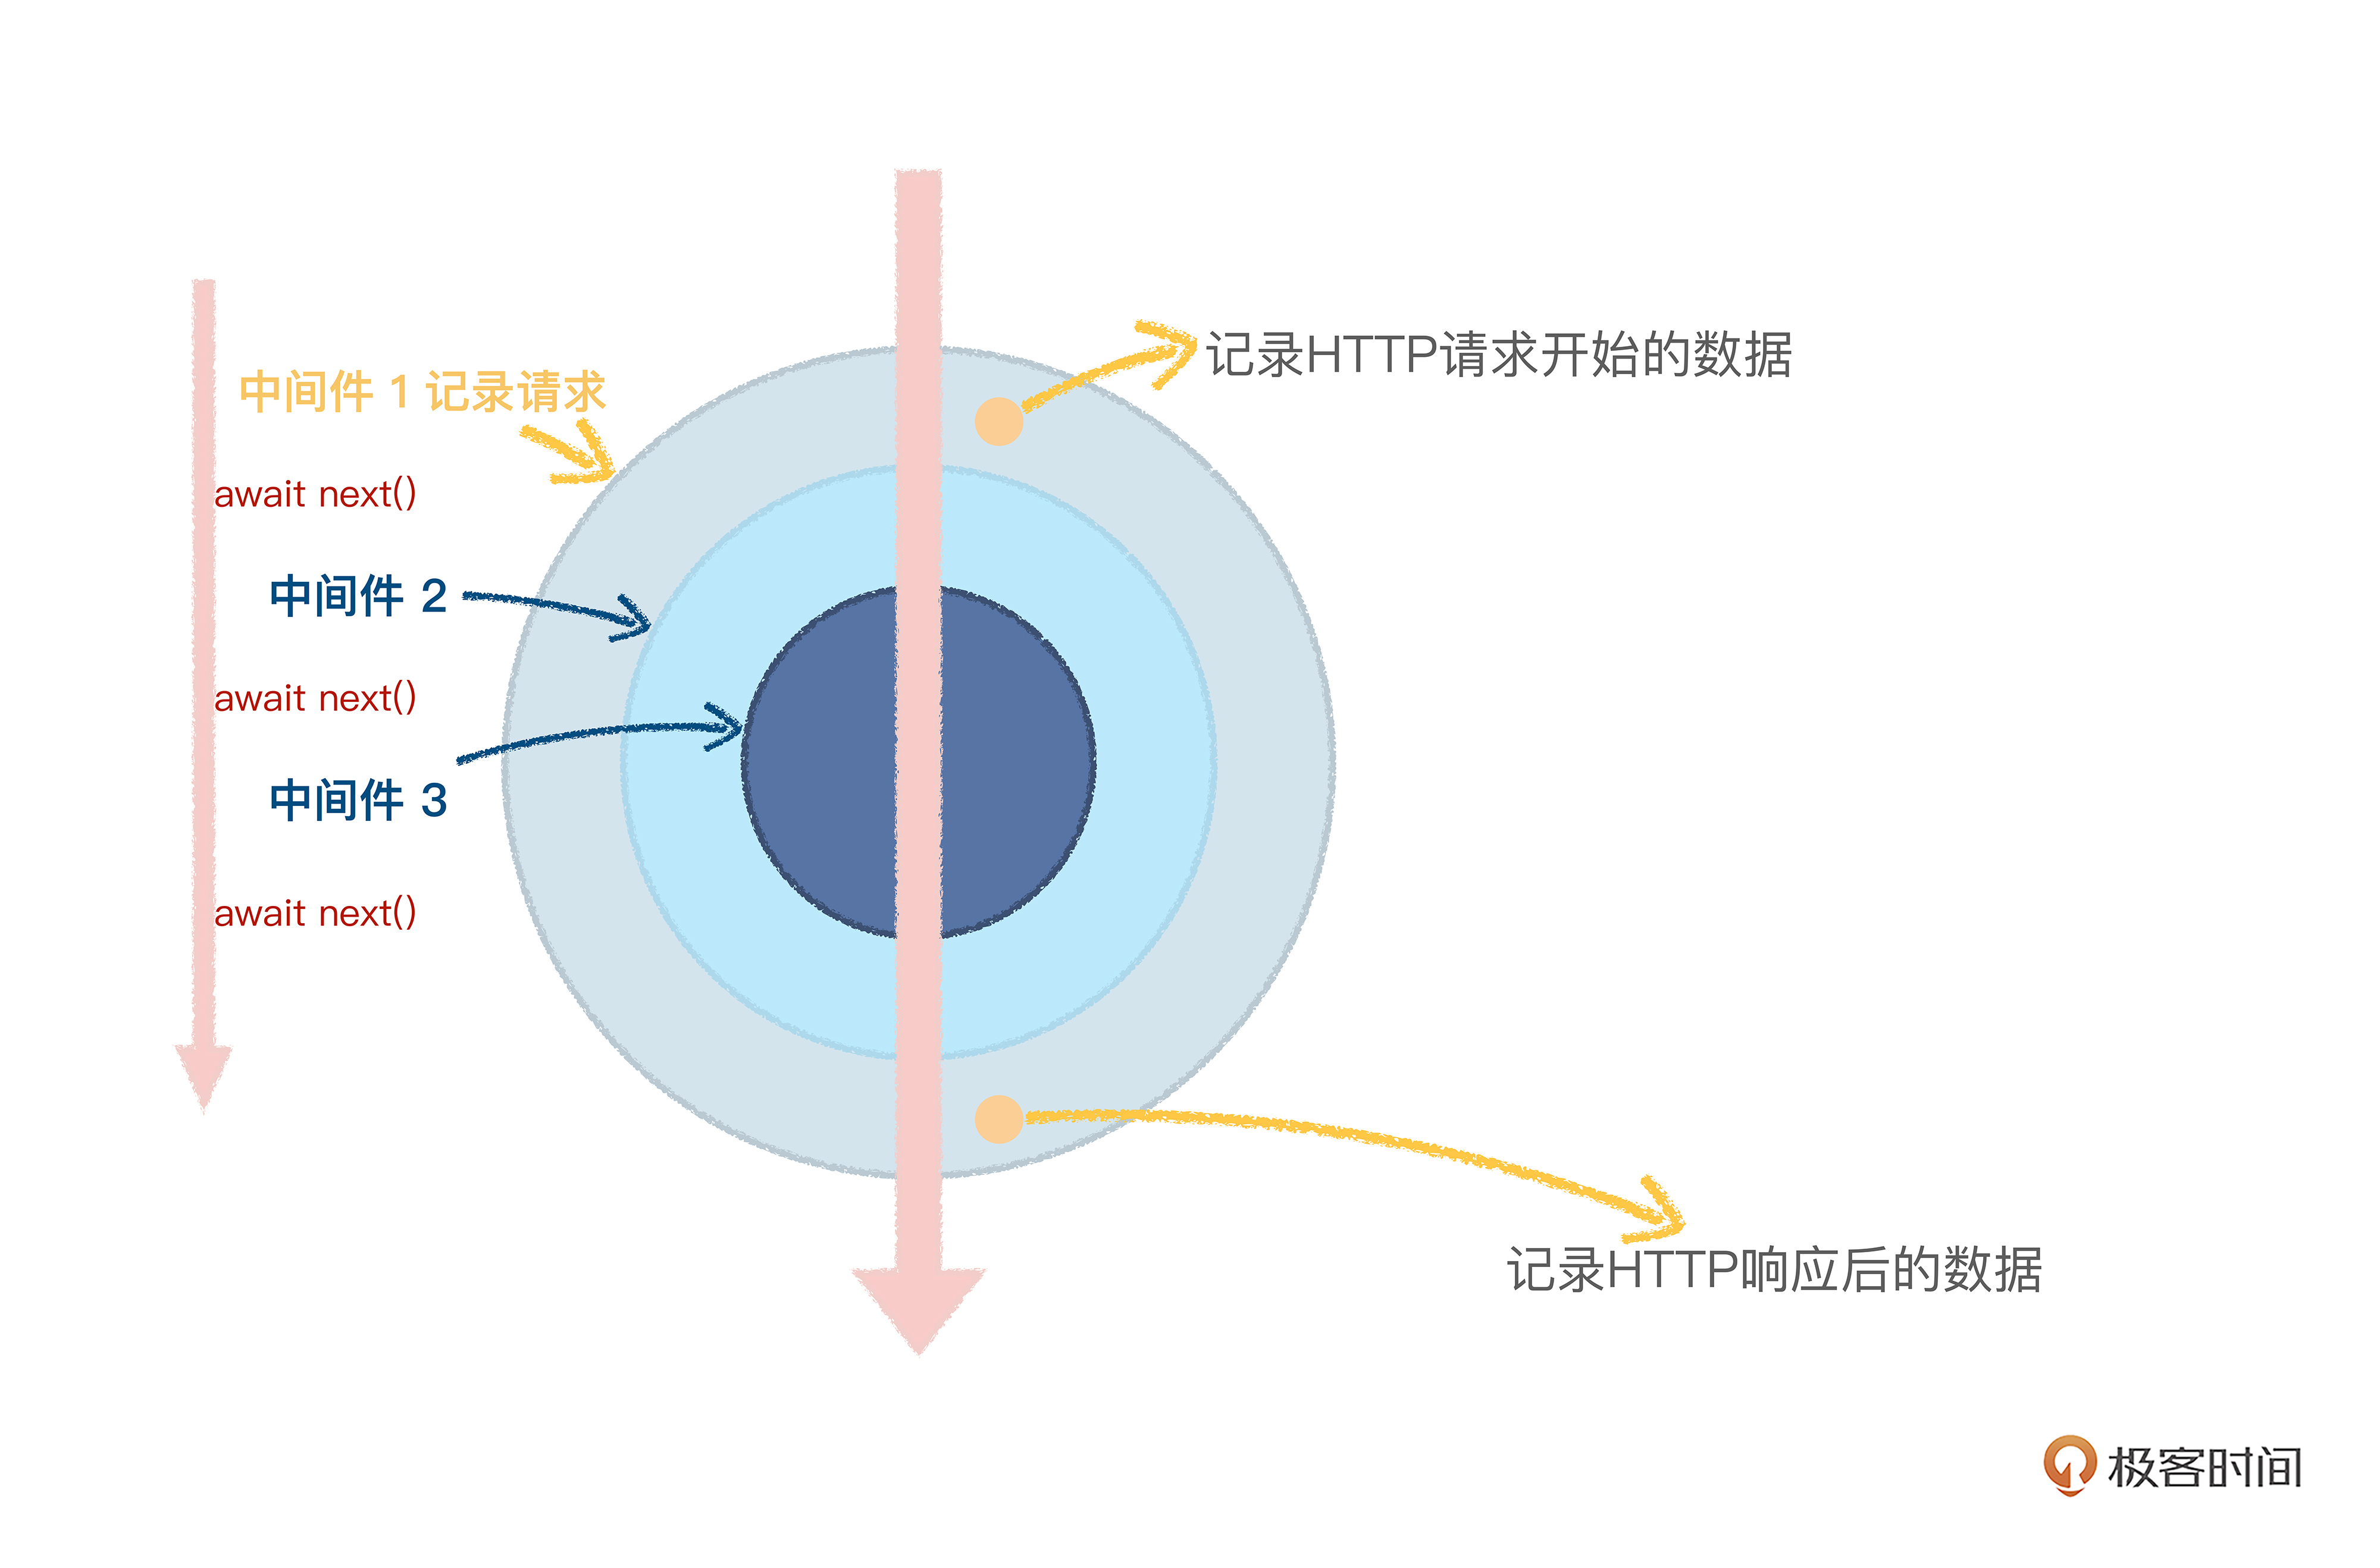 中间件 1 记录请求
await next()
中间件 2
await next()
中间件 3
await next()
记录HTTP请求开始的数据
记录HTTP响应后的数据
极客时间